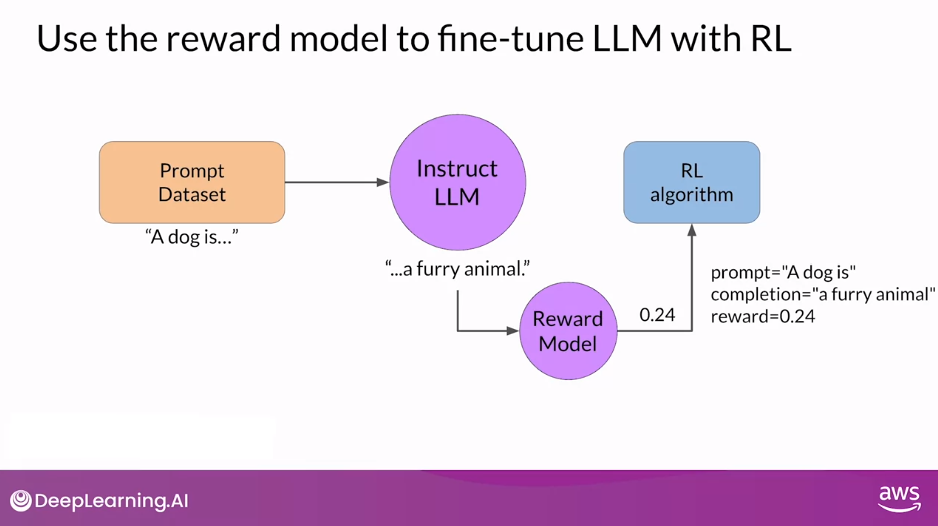 Use the reward model to fine-tune LLM with RL
Prompt
Dataset
“A dog is...”
Instruct
LLM
“...a furry animal.”
Reward
Model
0.24
RL
algorithm
prompt="A dog is"
completion="a furry animal"
reward=0.24
DeepLearning.AI
aws